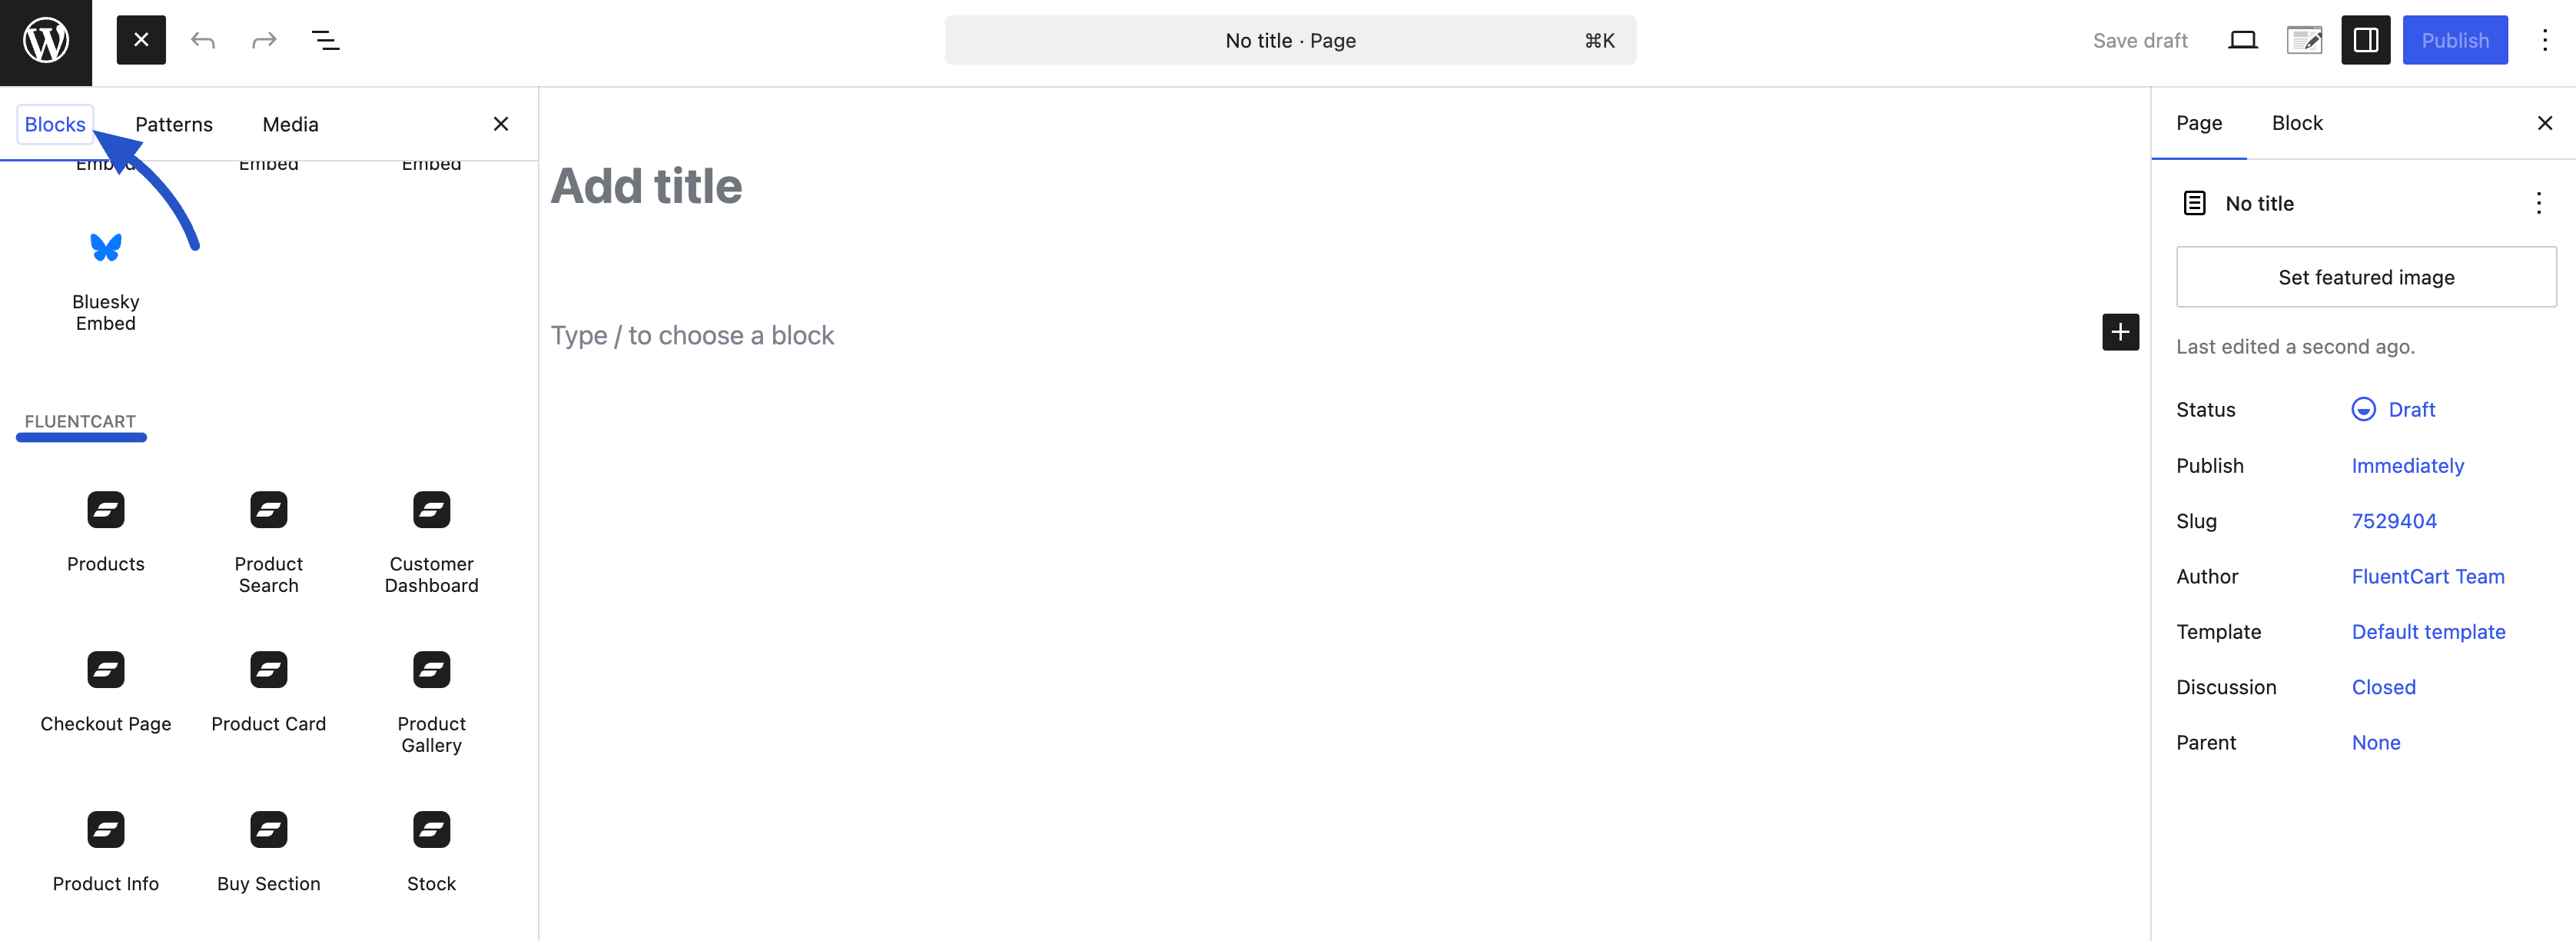 No title · Page ⌘K
Save draft
Publish
Blocks
Patterns
Media
Embed
Embed
Embed
Bluesky
Embed
FLUENTCART
Products
Product
Search
Customer
Dashboard
Checkout Page
Product Card
Product
Gallery
Product Info
Buy Section
Stock
Add title
Type / to choose a block
Page
Block
No title
Set featured image
Last edited a second ago.
Status Draft
Publish Immediately
Slug 7529404
Author FluentCart Team
Template Default template
Discussion Closed
Parent None